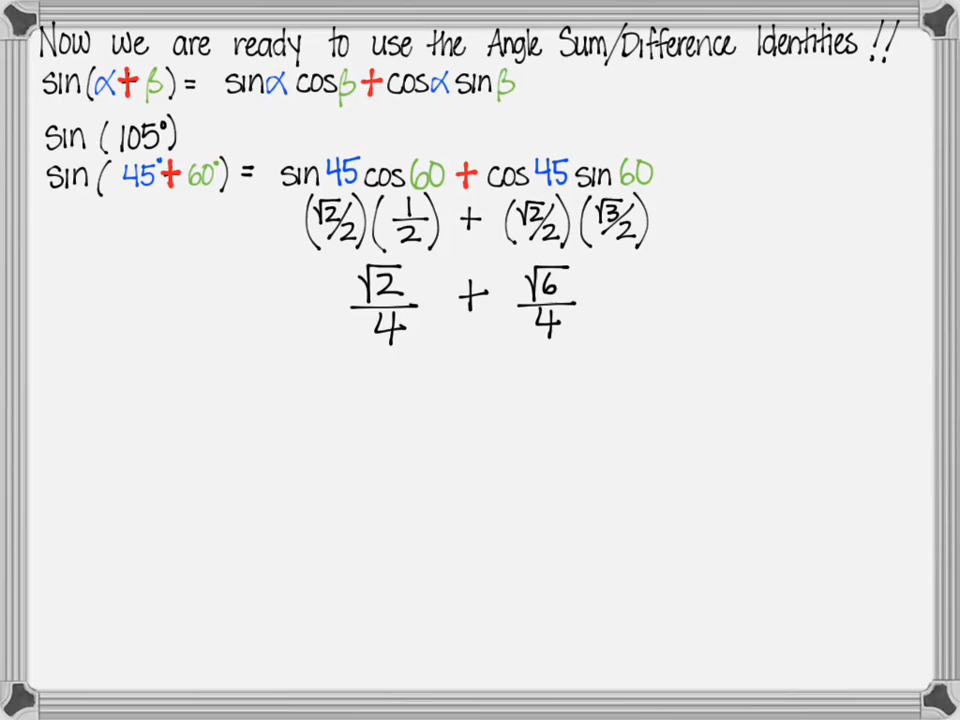 Now we are ready to use the Angle Sum/Difference Identities !!
sin(α+β) = sinα cosβ + cosα sinβ
sin (105°)
sin (45°+60°) = sin 45 cos 60 + cos 45 sin 60
(√2/2)(1/2) + (√2/2)(√3/2)
√2/4 + √6/4